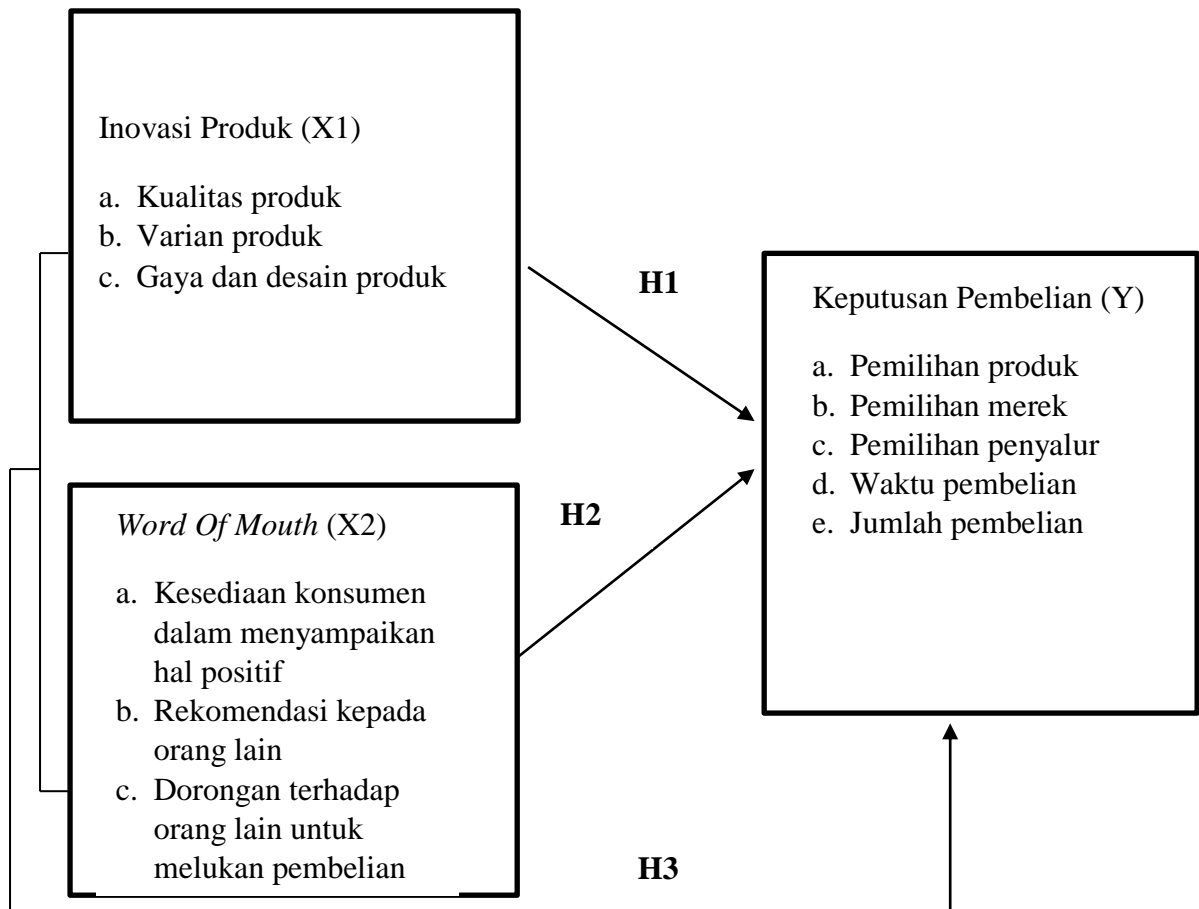 Inovasi Produk (X1)
a. Kualitas produk
b. Varian produk
c. Gaya dan desain produk
H1
Keputusan Pembelian (Y)
a. Pemilihan produk
b. Pemilihan merek
c. Pemilihan penyalur
d. Waktu pembelian
e. Jumlah pembelian
Word Of Mouth (X2)
a. Kesediaan konsumen
dalam menyampaikan
hal positif
b. Rekomendasi kepada
orang lain
c. Dorongan terhadap
orang lain untuk
melukan pembelian
H2
H3